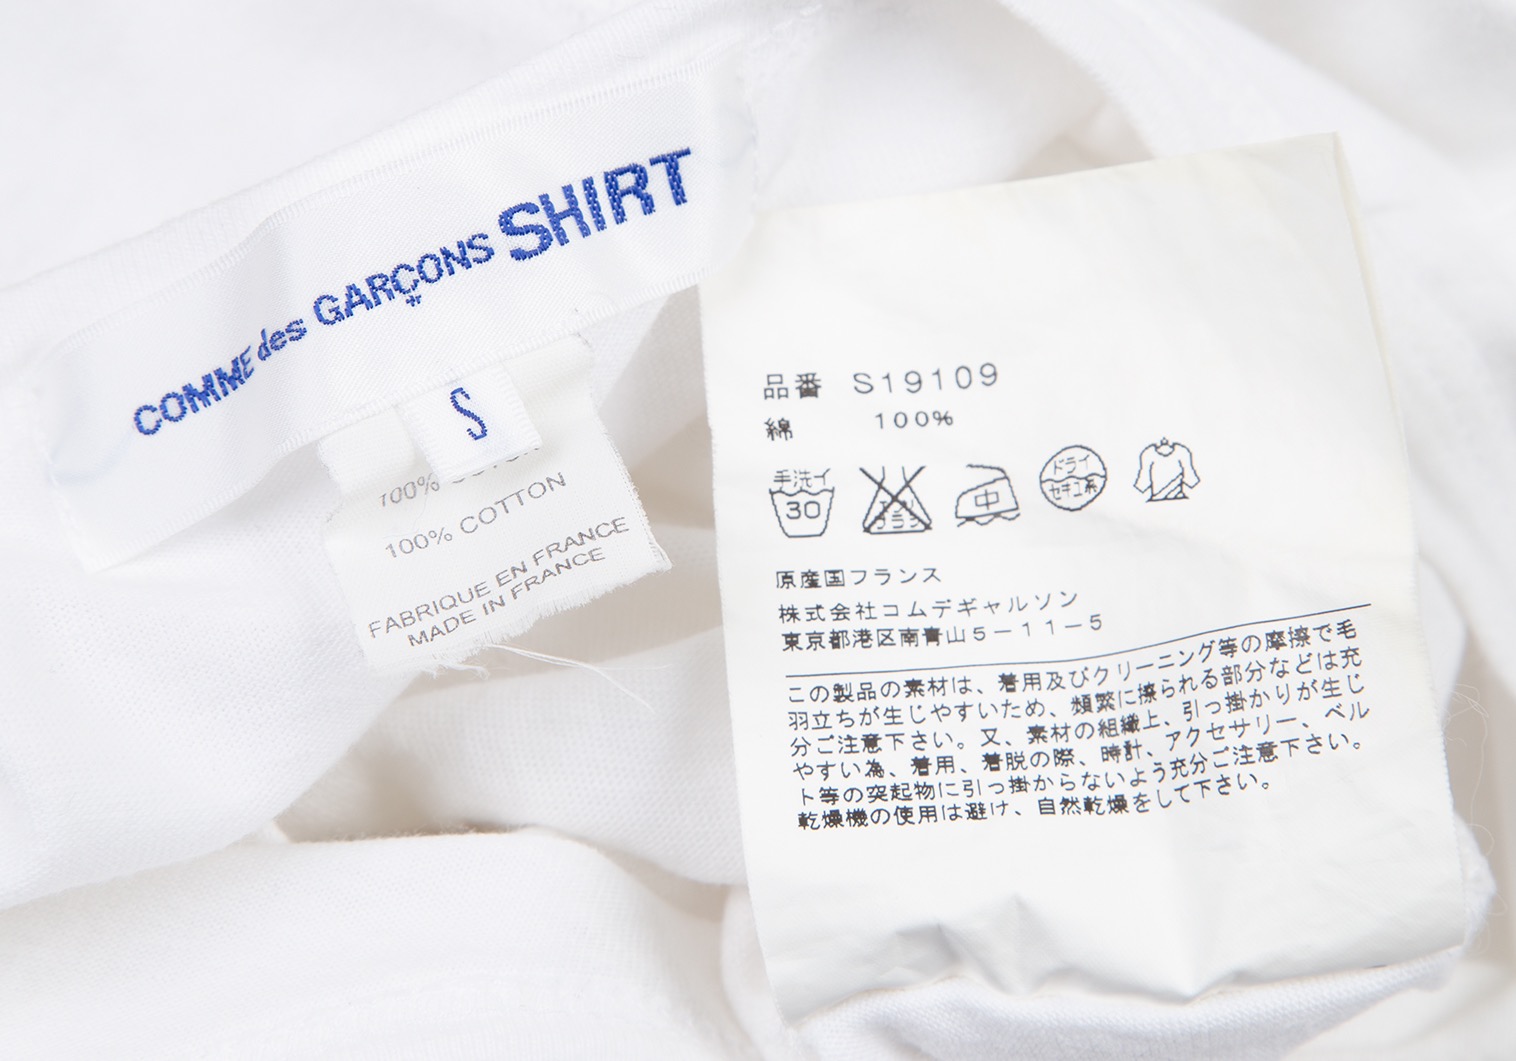 COMME des GARÇONS SHIRT
S
100%
100% COTTON
FABRIQUE EN FRANCE
MADE IN FRANCE
品番 S19109
綿 100%
手洗イ 30
中
ドライ
セキユ系
原産国フランス
株式会社コムデギャルソン
東京都港区南青山5-11-5
この製品の素材は、着用及びクリーニング等の摩擦で毛
羽立ちが生じやすいため、頻繁に擦られる部分などは充
分ご注意下さい。又、素材の組織上、引っ掛かりが生じ
やすい為、着用、着脱の際、時計、アクセサリー、ベル
ト等の突起物に引っ掛からないよう充分ご注意下さい。
乾燥機の使用は避け、自然乾燥をして下さい。